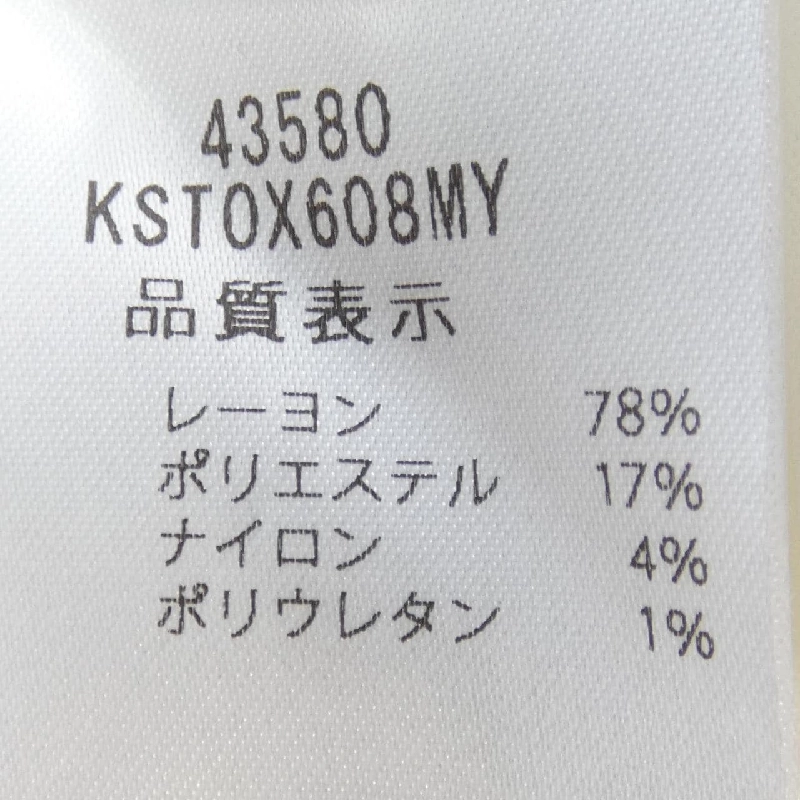 43580
KSTOX608MY
品質表示
レーヨン 78%
ポリエステル 17%
ナイロン 4%
ポリウレタン 1%